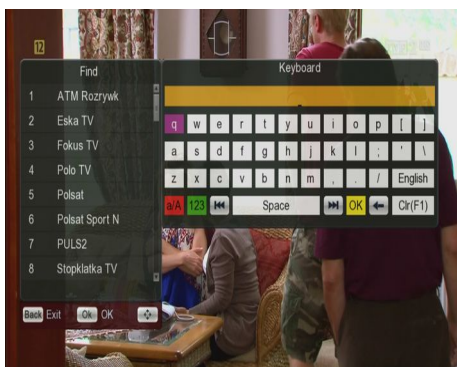 12
Find
1 ATM Rozrywk
2 Eska TV
3 Fokus TV
4 Polo TV
5 Polsat
6 Polsat Sport N
7 PULS2
8 Stopklatka TV
Back Exit Ok OK
Keyboard
q w e r t y u i o p [ ]
a s d f g h j k l ; ' \
z x c v b n m , . / English
a/A 123 Space OK Clr(F1)